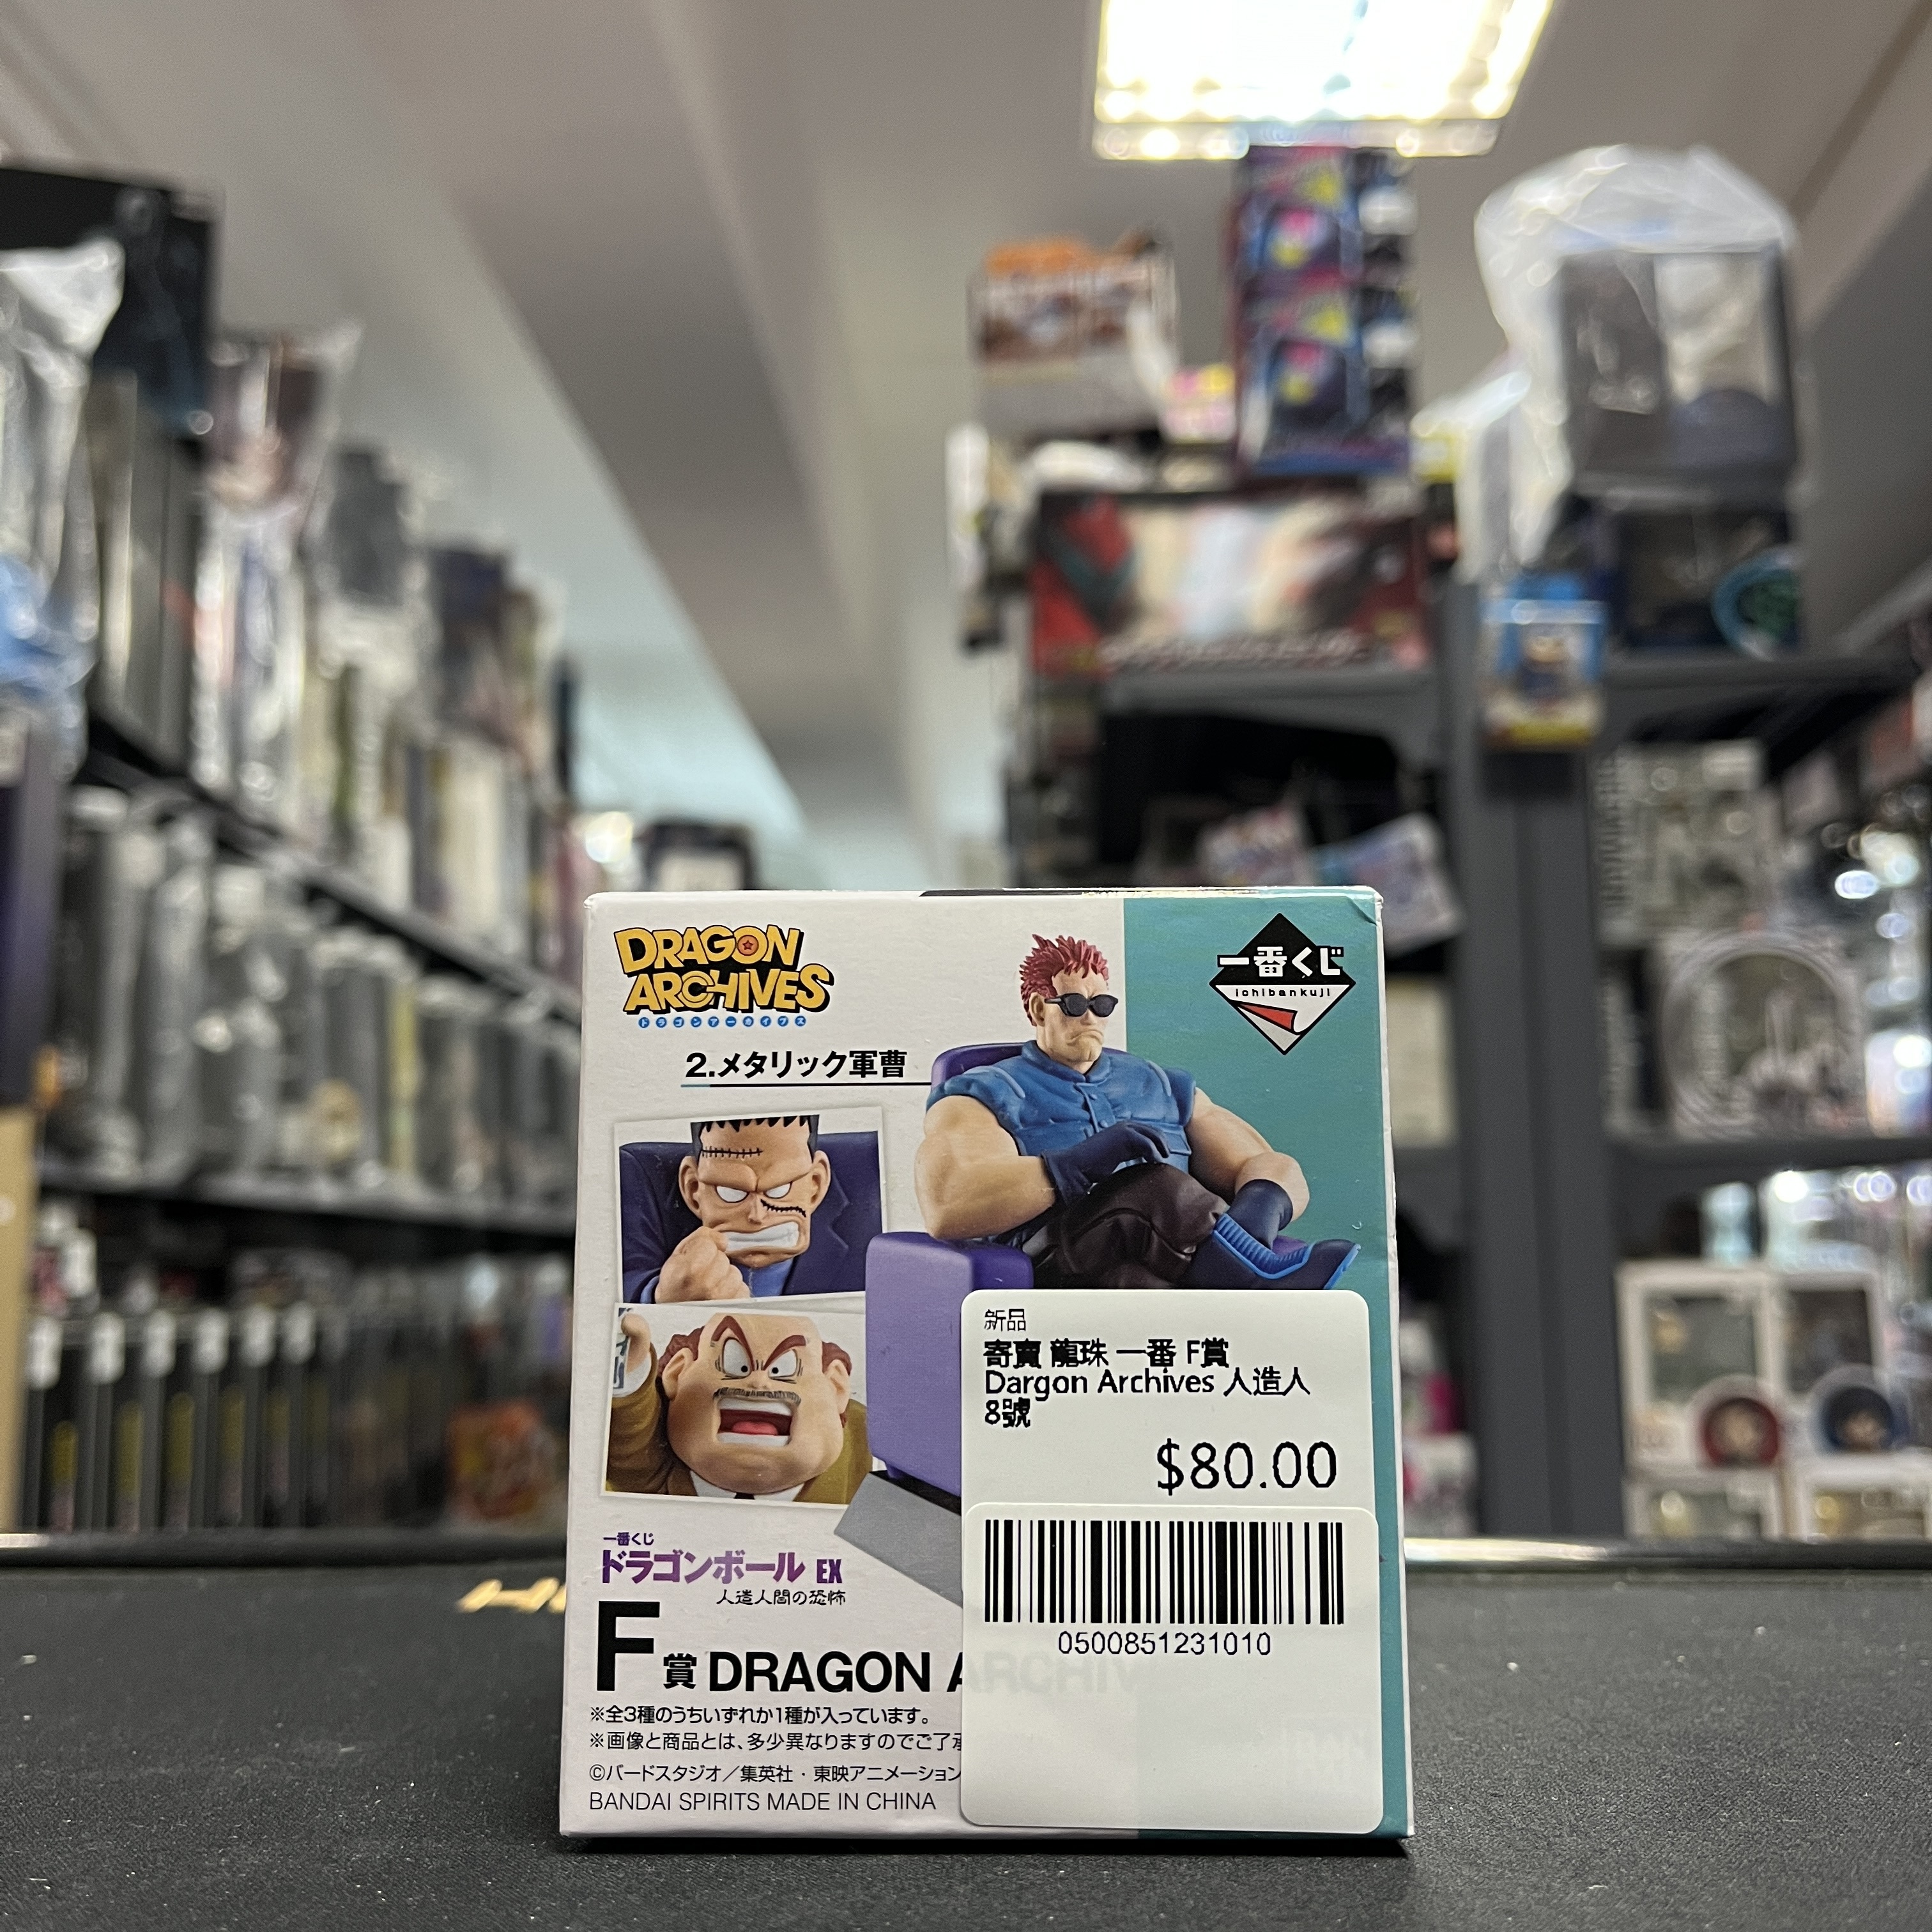 DRAGON
ARCHIVES
ドラゴンアーカイブス
一番くじ
ichibankuji
2.メタリック軍曹
新品
寄賣 龍珠 一番 F賞
Dargon Archives 人造人
8號
$80.00
0500851231010
一番くじ
ドラゴンボール EX
人造人間の恐怖
F賞 DRAGON ARCHIV
※全3種のうちいずれか1種が入っています。
※画像と商品とは、多少異なりますのでご了承
©バードスタジオ／集英社・東映アニメーション
BANDAI SPIRITS MADE IN CHINA